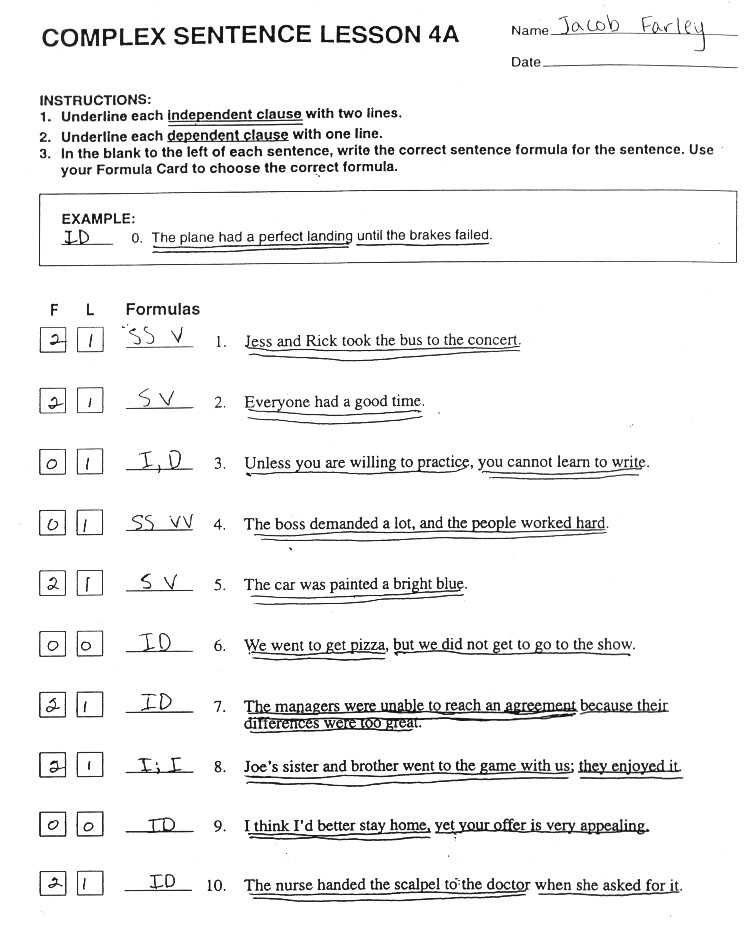 COMPLEX SENTENCE LESSON 4A
Name Jacob Farley
Date
INSTRUCTIONS:
1. Underline each independent clause with two lines.
2. Underline each dependent clause with one line.
3. In the blank to the left of each sentence, write the correct sentence formula for the sentence. Use
your Formula Card to choose the correct formula.
EXAMPLE:
ID 0. The plane had a perfect landing until the brakes failed.
F L Formulas
2 1 SS V 1. Jess and Rick took the bus to the concert.
2 1 S V 2. Everyone had a good time.
0 1 I, D 3. Unless you are willing to practice, you cannot learn to write.
0 1 SS VV 4. The boss demanded a lot, and the people worked hard.
2 1 S V 5. The car was painted a bright blue.
0 0 ID 6. We went to get pizza, but we did not get to go to the show.
2 1 ID 7. The managers were unable to reach an agreement because their
differences were too great.
2 1 I; I 8. Joe's sister and brother went to the game with us; they enjoyed it.
0 0 ID 9. I think I'd better stay home, yet your offer is very appealing.
2 1 ID 10. The nurse handed the scalpel to the doctor when she asked for it.